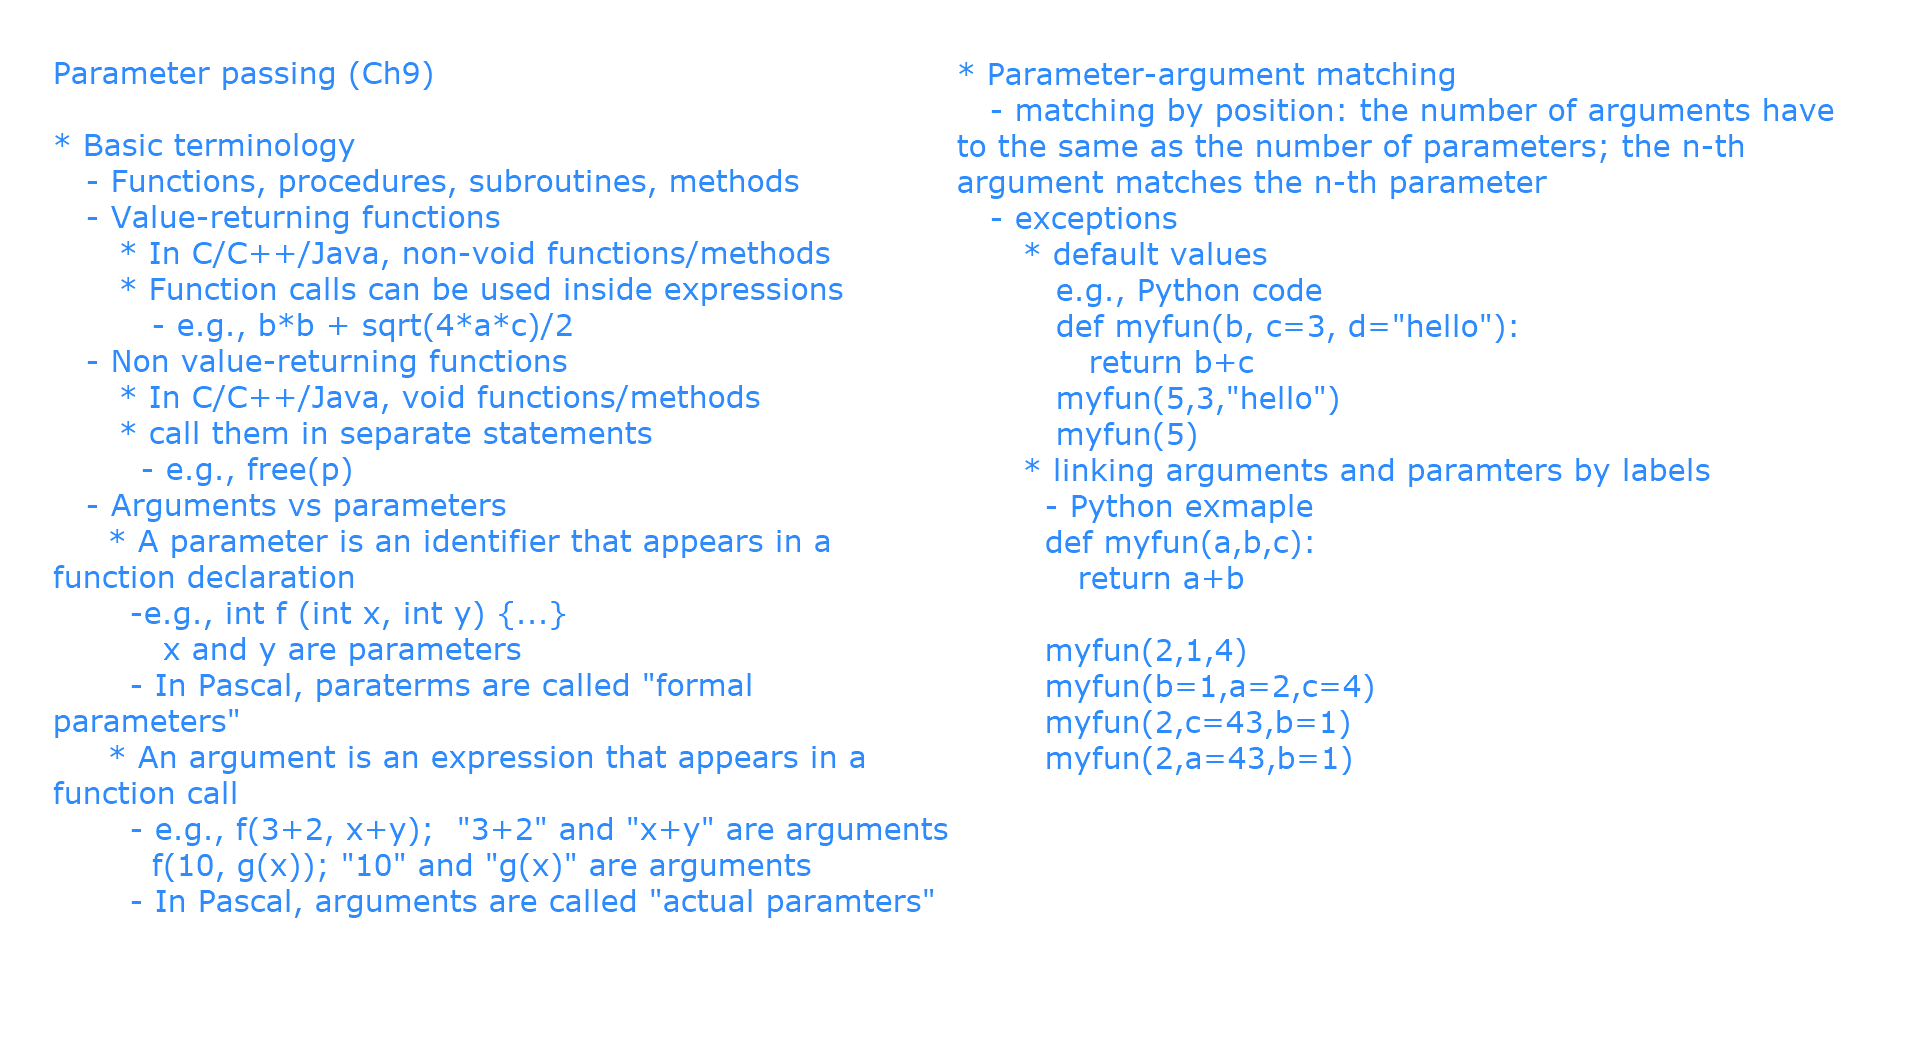 Parameter passing (Ch9)

* Basic terminology
   - Functions, procedures, subroutines, methods
   - Value-returning functions
      * In C/C++/Java, non-void functions/methods
      * Function calls can be used inside expressions
         - e.g., b*b + sqrt(4*a*c)/2
   - Non value-returning functions
      * In C/C++/Java, void functions/methods
      * call them in separate statements
        - e.g., free(p)
   - Arguments vs parameters
     * A parameter is an identifier that appears in a
function declaration
       -e.g., int f (int x, int y) {...}
          x and y are parameters
       - In Pascal, paraterms are called "formal
parameters"
     * An argument is an expression that appears in a
function call
       - e.g., f(3+2, x+y);  "3+2" and "x+y" are arguments
         f(10, g(x)); "10" and "g(x)" are arguments
       - In Pascal, arguments are called "actual paramters"
* Parameter-argument matching
   - matching by position: the number of arguments have
to the same as the number of parameters; the n-th
argument matches the n-th parameter
   - exceptions
      * default values
         e.g., Python code
         def myfun(b, c=3, d="hello"):
            return b+c
         myfun(5,3,"hello")
         myfun(5)
      * linking arguments and paramters by labels
        - Python exmaple
        def myfun(a,b,c):
           return a+b

        myfun(2,1,4)
        myfun(b=1,a=2,c=4)
        myfun(2,c=43,b=1)
        myfun(2,a=43,b=1)